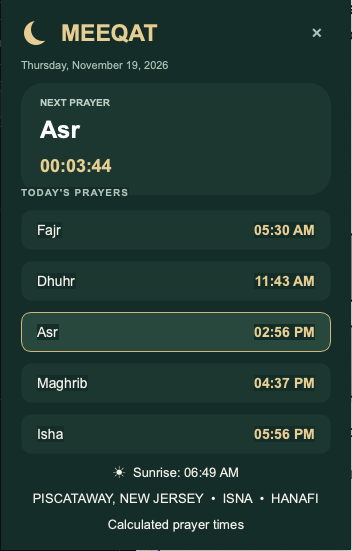 MEEQAT
×
Thursday, November 19, 2026
NEXT PRAYER
Asr
00:03:44
TODAY'S PRAYERS
Fajr 05:30 AM
Dhuhr 11:43 AM
Asr 02:56 PM
Maghrib 04:37 PM
Isha 05:56 PM
Sunrise: 06:49 AM
PISCATAWAY, NEW JERSEY • ISNA • HANAFI
Calculated prayer times